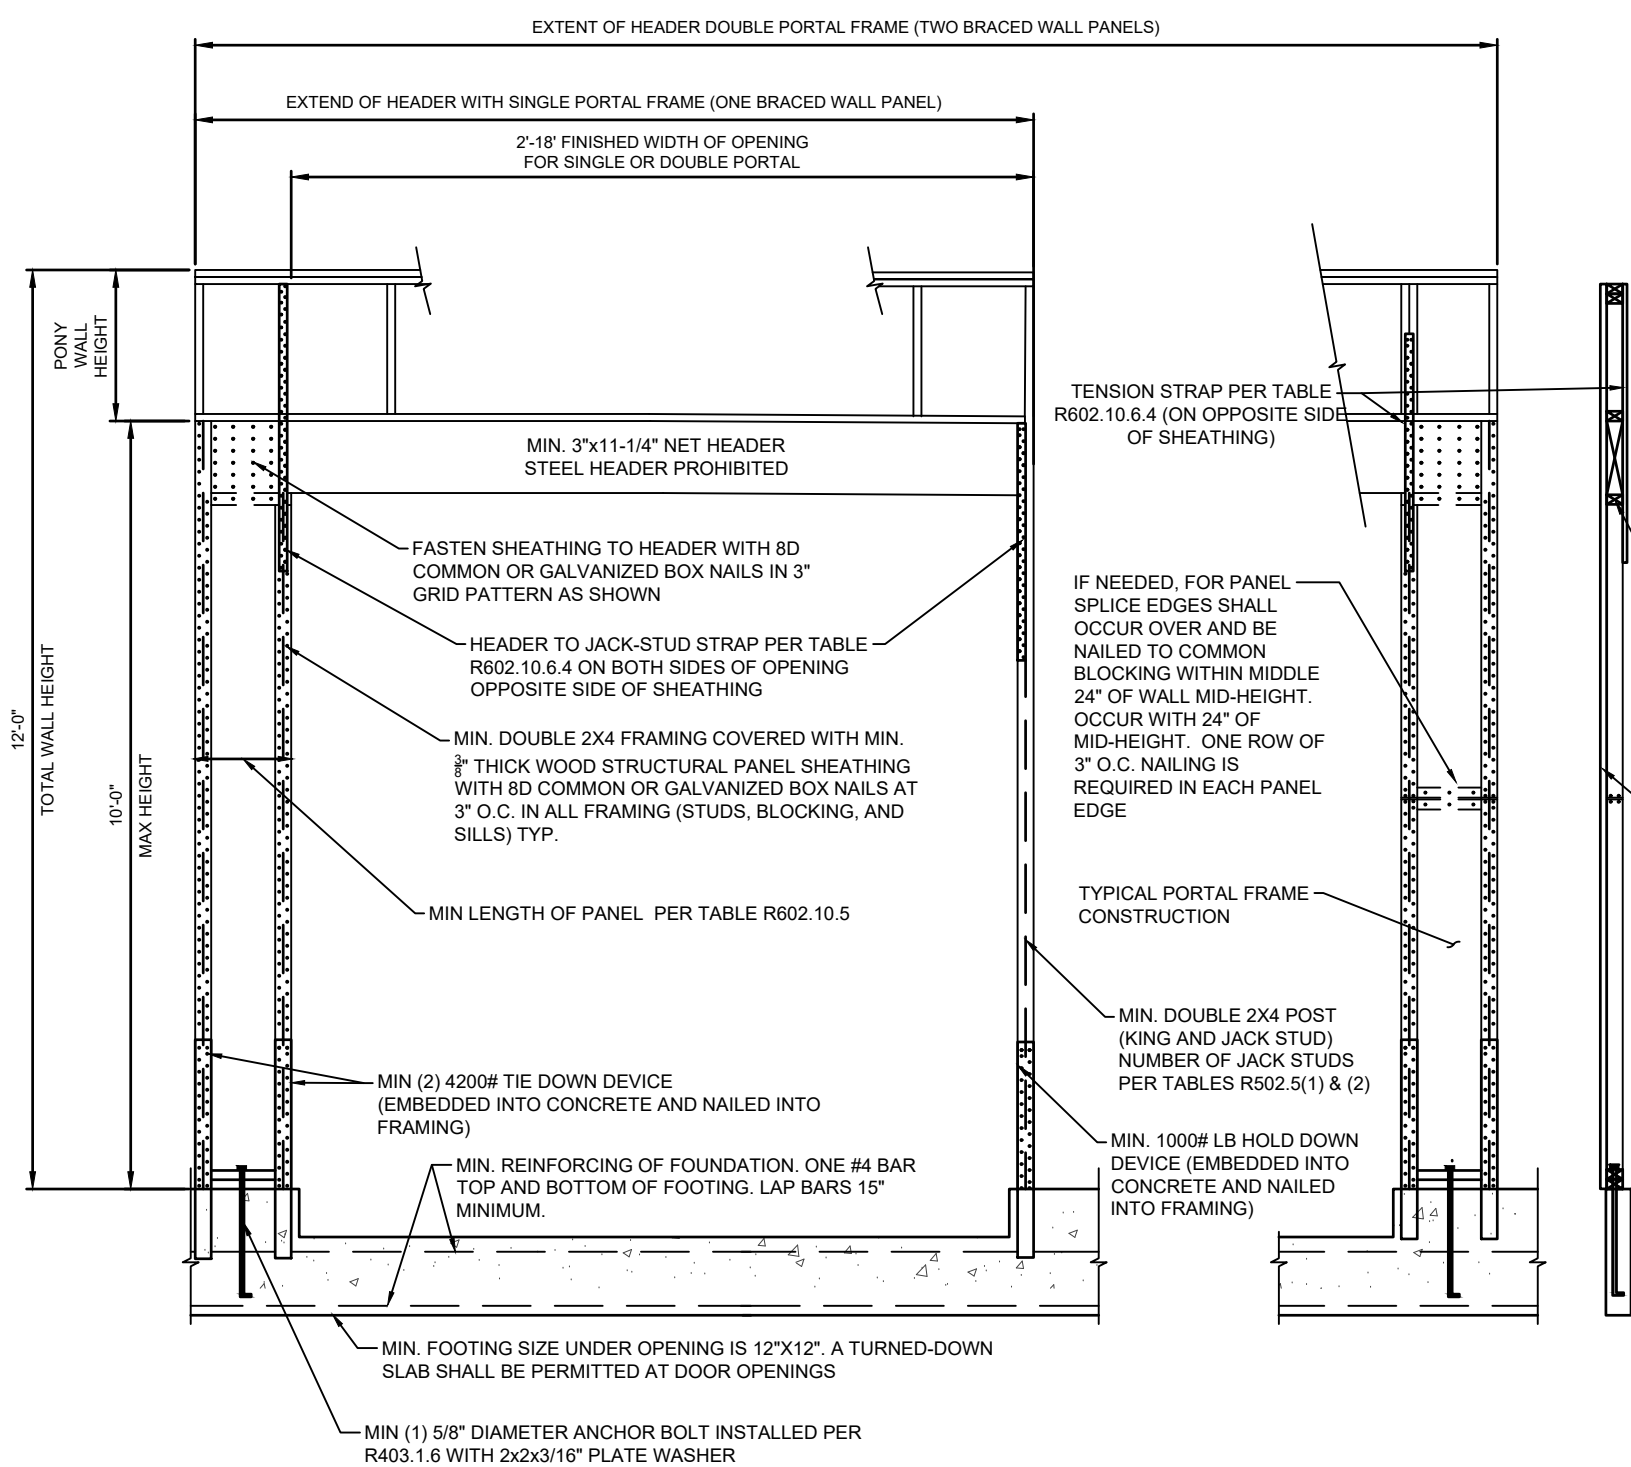 EXTENT OF HEADER DOUBLE PORTAL FRAME (TWO BRACED WALL PANELS)
EXTEND OF HEADER WITH SINGLE PORTAL FRAME (ONE BRACED WALL PANEL)
2'-18' FINISHED WIDTH OF OPENING
FOR SINGLE OR DOUBLE PORTAL
PONY
WALL
HEIGHT
12'-0"
TOTAL WALL HEIGHT
10'-0"
MAX HEIGHT
MIN. 3"x11-1/4" NET HEADER
STEEL HEADER PROHIBITED
TENSION STRAP PER TABLE
R602.10.6.4 (ON OPPOSITE SIDE
OF SHEATHING)
FASTEN SHEATHING TO HEADER WITH 8D
COMMON OR GALVANIZED BOX NAILS IN 3"
GRID PATTERN AS SHOWN
HEADER TO JACK-STUD STRAP PER TABLE
R602.10.6.4 ON BOTH SIDES OF OPENING
OPPOSITE SIDE OF SHEATHING
IF NEEDED, FOR PANEL
SPLICE EDGES SHALL
OCCUR OVER AND BE
NAILED TO COMMON
BLOCKING WITHIN MIDDLE
24" OF WALL MID-HEIGHT.
OCCUR WITH 24" OF
MID-HEIGHT. ONE ROW OF
3" O.C. NAILING IS
REQUIRED IN EACH PANEL
EDGE
MIN. DOUBLE 2X4 FRAMING COVERED WITH MIN.
3/8" THICK WOOD STRUCTURAL PANEL SHEATHING
WITH 8D COMMON OR GALVANIZED BOX NAILS AT
3" O.C. IN ALL FRAMING (STUDS, BLOCKING, AND
SILLS) TYP.
MIN LENGTH OF PANEL PER TABLE R602.10.5
TYPICAL PORTAL FRAME
CONSTRUCTION
MIN. DOUBLE 2X4 POST
(KING AND JACK STUD)
NUMBER OF JACK STUDS
PER TABLES R502.5(1) & (2)
MIN (2) 4200# TIE DOWN DEVICE
(EMBEDDED INTO CONCRETE AND NAILED INTO
FRAMING)
MIN. 1000# LB HOLD DOWN
DEVICE (EMBEDDED INTO
CONCRETE AND NAILED
INTO FRAMING)
MIN. REINFORCING OF FOUNDATION. ONE #4 BAR
TOP AND BOTTOM OF FOOTING. LAP BARS 15"
MINIMUM.
MIN. FOOTING SIZE UNDER OPENING IS 12"X12". A TURNED-DOWN
SLAB SHALL BE PERMITTED AT DOOR OPENINGS
MIN (1) 5/8" DIAMETER ANCHOR BOLT INSTALLED PER
R403.1.6 WITH 2x2x3/16" PLATE WASHER